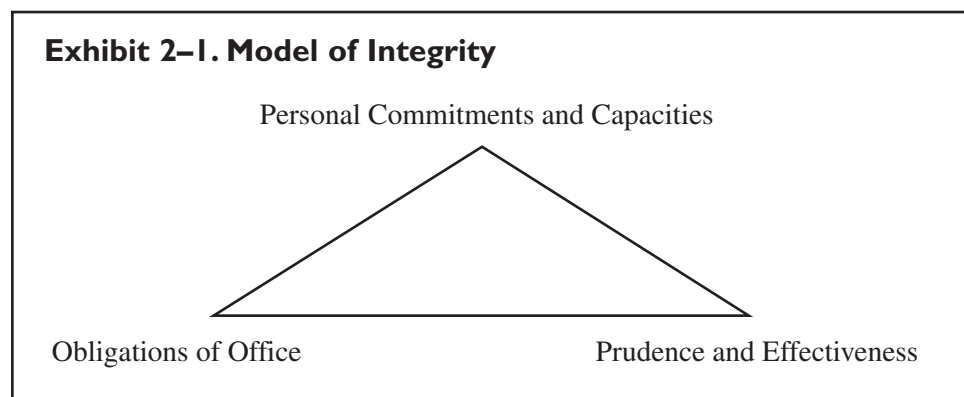 Exhibit 2–1. Model of Integrity
Personal Commitments and Capacities
Obligations of Office
Prudence and Effectiveness